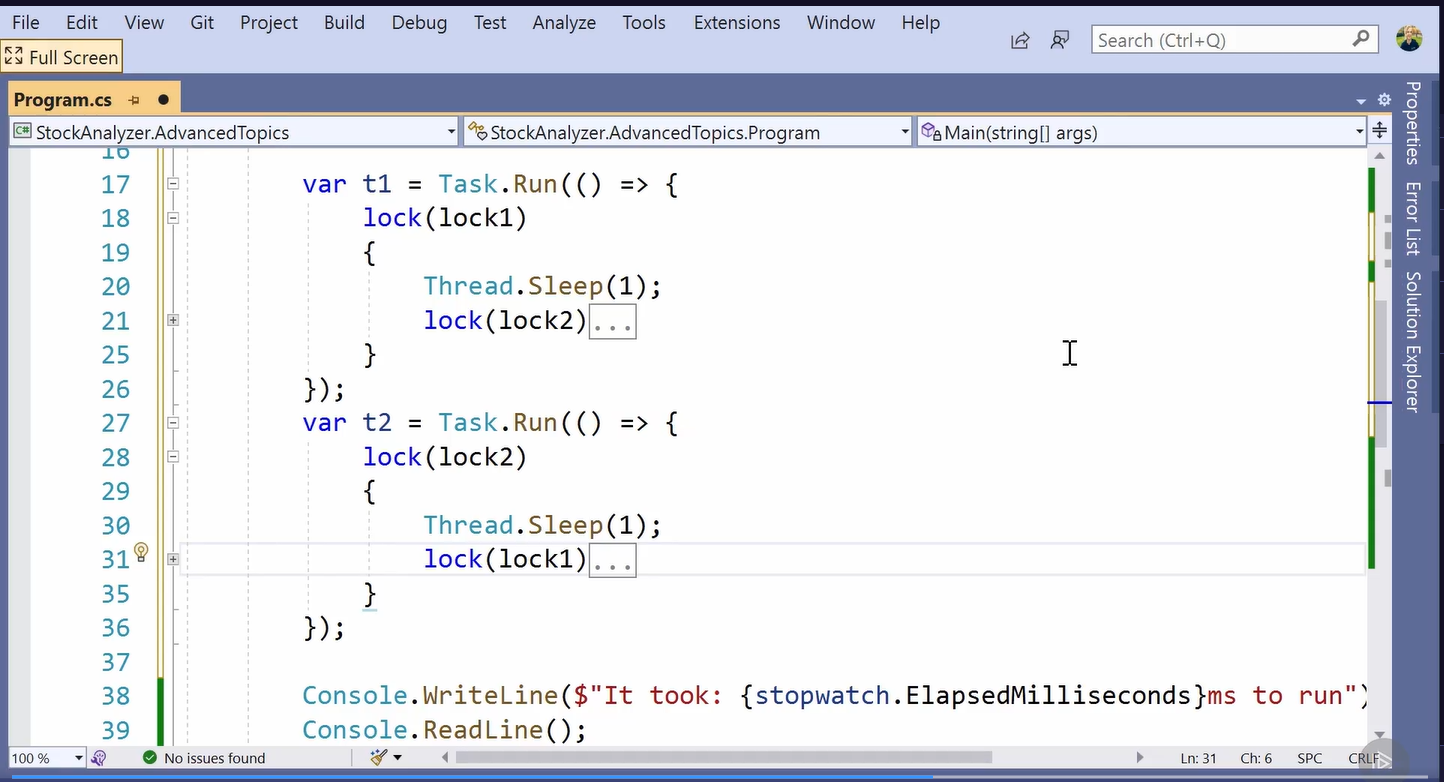 File Edit View Git Project Build Debug Test Analyze Tools Extensions Window Help
Search (Ctrl+Q)
Full Screen
Program.cs
StockAnalyzer.AdvancedTopics StockAnalyzer.AdvancedTopics.Program Main(string[] args)
16
17 var t1 = Task.Run(() => {
18 lock(lock1)
19 {
20 Thread.Sleep(1);
21 lock(lock2)...
25 }
26 });
27 var t2 = Task.Run(() => {
28 lock(lock2)
29 {
30 Thread.Sleep(1);
31 lock(lock1)...
35 }
36 });
37
38 Console.WriteLine($"It took: {stopwatch.ElapsedMilliseconds}ms to run")
39 Console.ReadLine();
100 % No issues found Ln: 31 Ch: 6 SPC CRLF
Properties
Error List
Solution Explorer